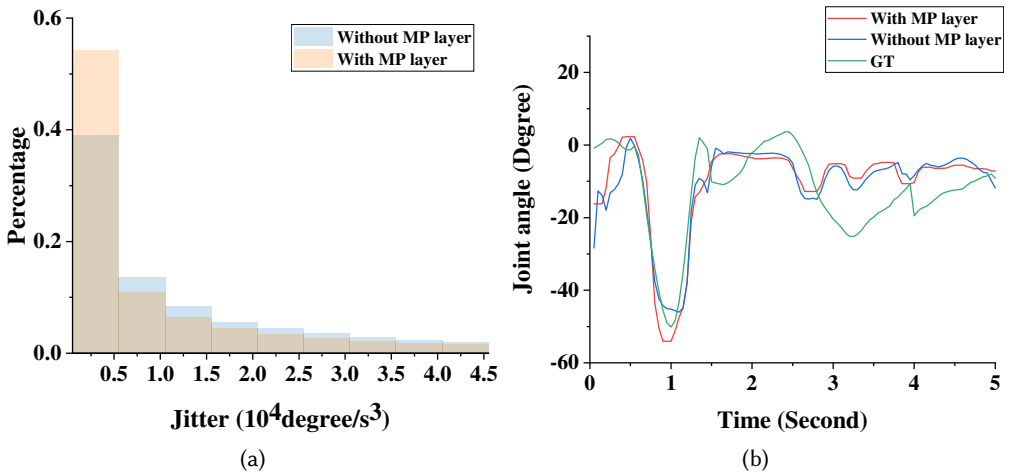 0.6
0.4
0.2
0.0
Percentage
Without MP layer
With MP layer
0.5 1.0 1.5 2.0 2.5 3.0 3.5 4.0 4.5
Jitter (10⁴degree/s³)
(a)
With MP layer
Without MP layer
GT
20
0
-20
-40
-60
Joint angle (Degree)
0 1 2 3 4 5
Time (Second)
(b)